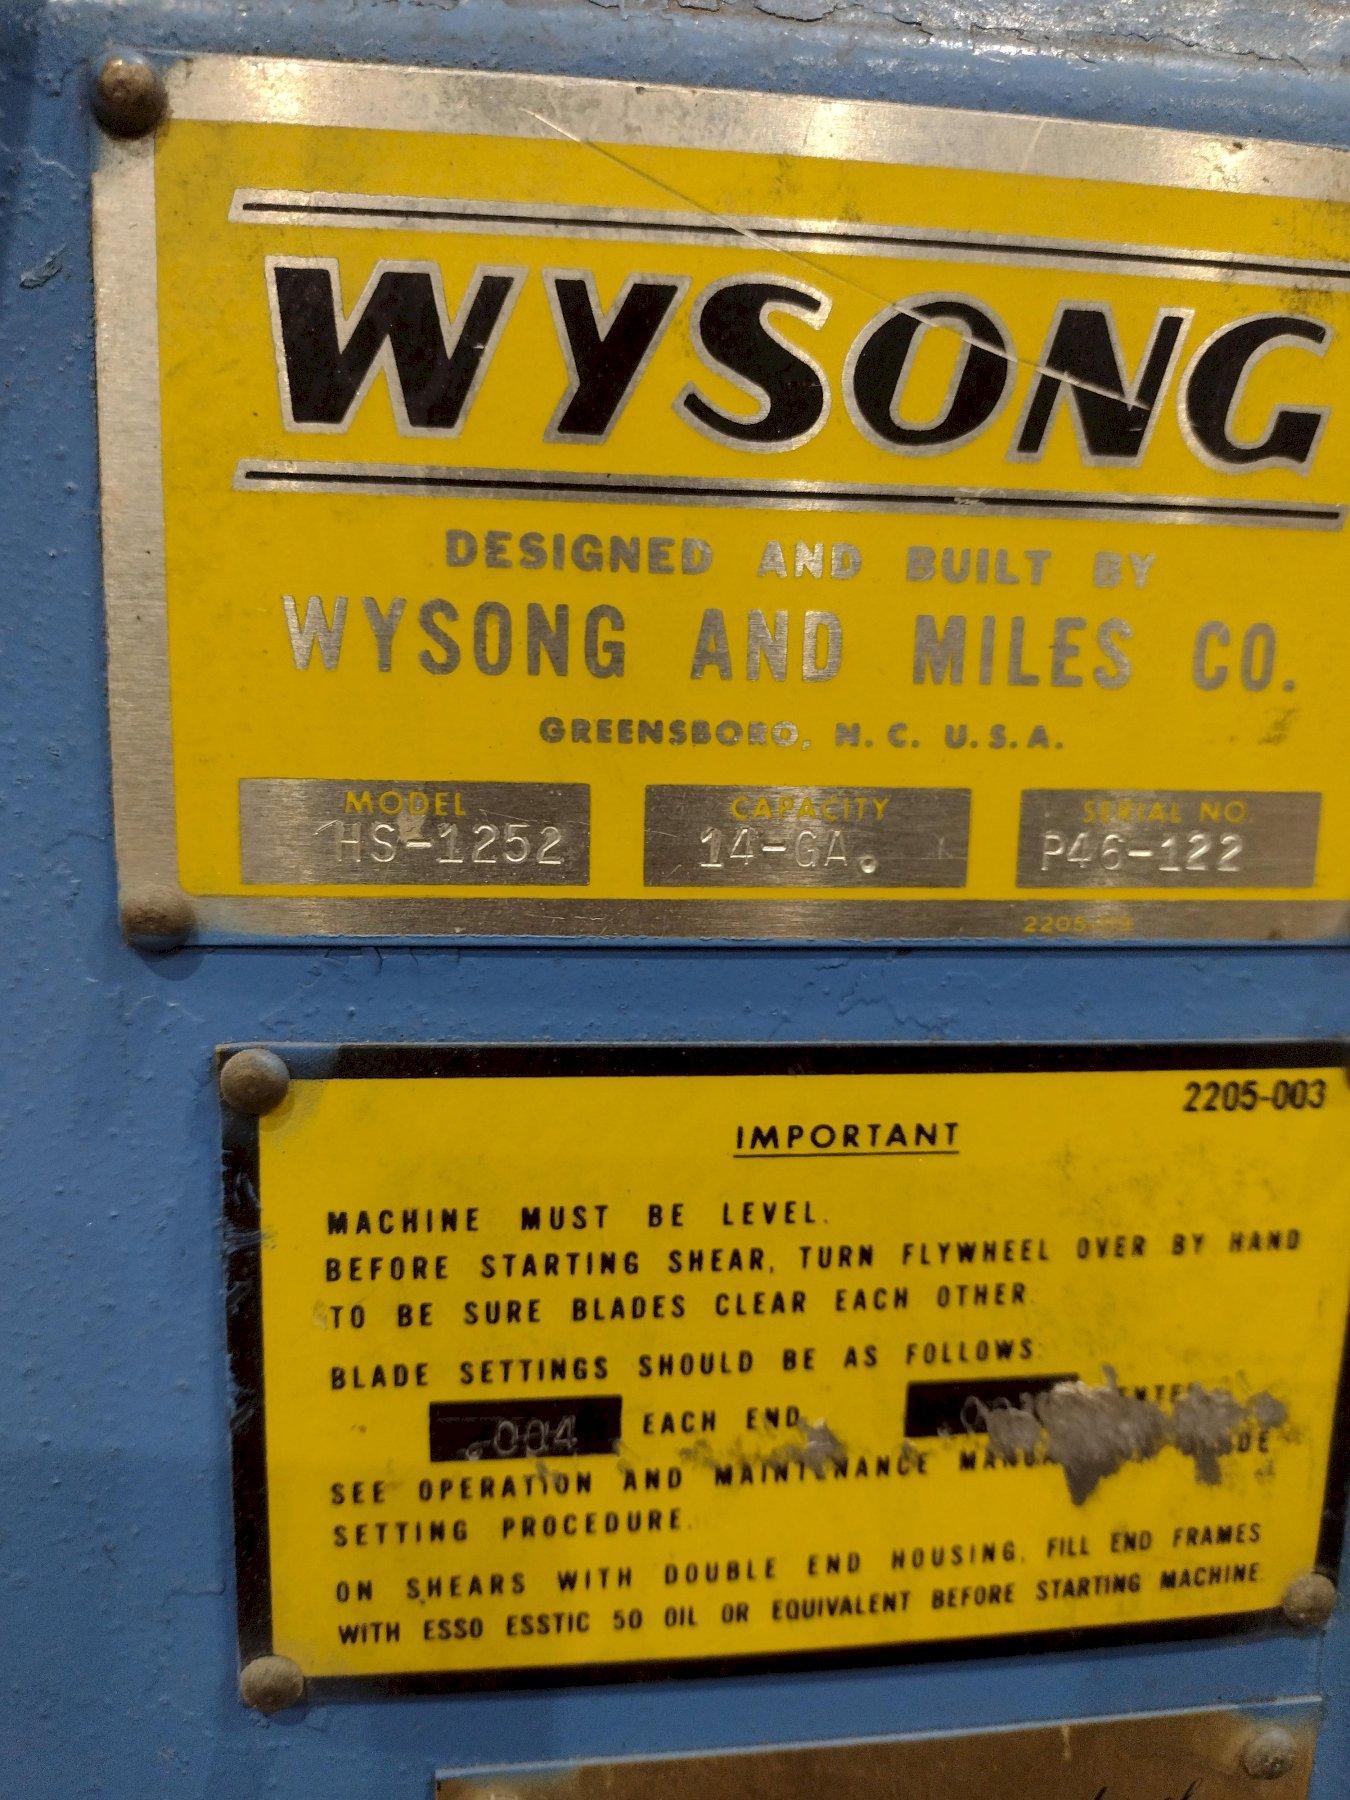 WYSONG
DESIGNED AND BUILT BY
WYSONG AND MILES CO.
GREENSBORO, N. C. U. S. A.
MODEL CAPACITY SERIAL NO.
HS-1252 14-GA. P46-122
2205-003
IMPORTANT
MACHINE MUST BE LEVEL.
BEFORE STARTING SHEAR, TURN FLYWHEEL OVER BY HAND
TO BE SURE BLADES CLEAR EACH OTHER.
BLADE SETTINGS SHOULD BE AS FOLLOWS:
.004 EACH END
SEE OPERATION AND MAINTENANCE
SETTING PROCEDURE.
ON SHEARS WITH DOUBLE END HOUSING, FILL END FRAMES
WITH ESSO ESSTIC 50 OIL OR EQUIVALENT BEFORE STARTING MACHINE.